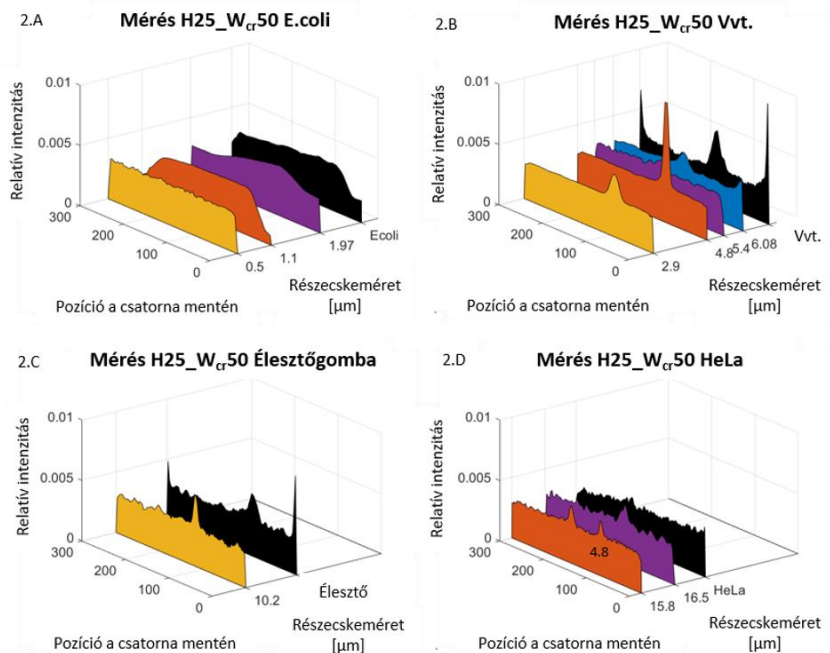 2.A
Mérés H25_Wcr50 E.coli
Relatív intenzitás
0.01
0.005
0
300
200
100
0
0.5
1.1
1.97
Ecoli
Pozíció a csatorna mentén
Részecskeméret
[µm]
2.B
Mérés H25_Wcr50 Vvt.
Relatív intenzitás
0.01
0.005
0
300
200
100
0
2.9
4.8
5.4
6.08
Vvt.
Pozíció a csatorna mentén
Részecskeméret
[µm]
2.C
Mérés H25_Wcr50 Élesztőgomba
Relatív intenzitás
0.01
0.005
0
300
200
100
0
10.2
Élesztő
Pozíció a csatorna mentén
Részecskeméret
[µm]
2.D
Mérés H25_Wcr50 HeLa
Relatív intenzitás
0.01
0.005
0
300
200
100
0
4.8
15.8
16.5
HeLa
Pozíció a csatorna mentén
Részecskeméret
[µm]